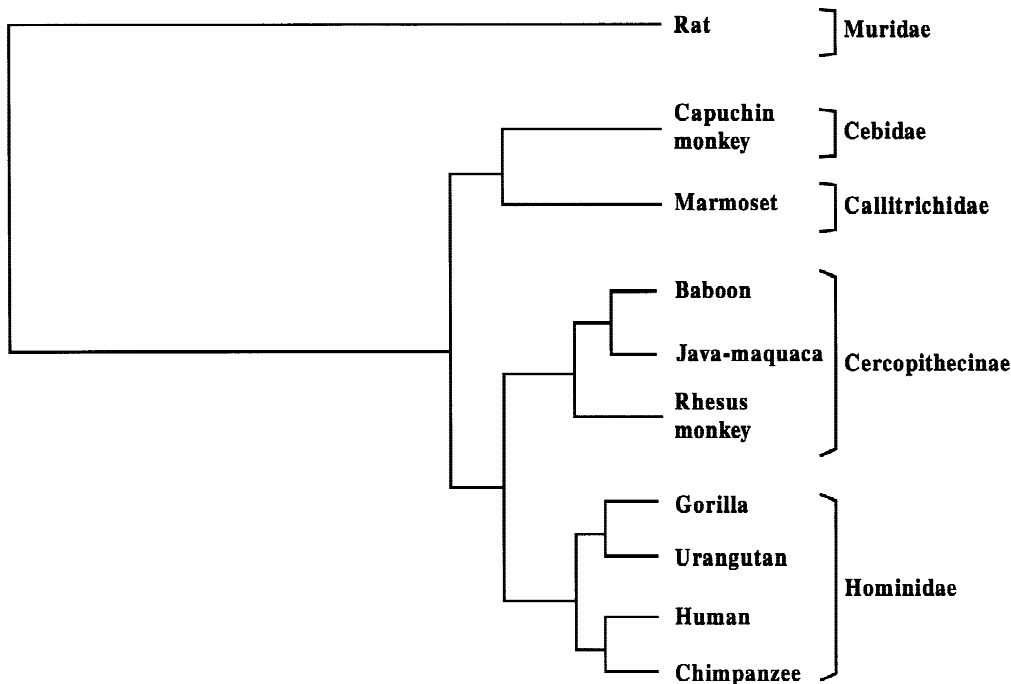 Rat
Muridae
Capuchin
monkey
Cebidae
Marmoset
Callitrichidae
Baboon
Java-maquaca
Cercopithecinae
Rhesus
monkey
Gorilla
Urangutan
Hominidae
Human
Chimpanzee